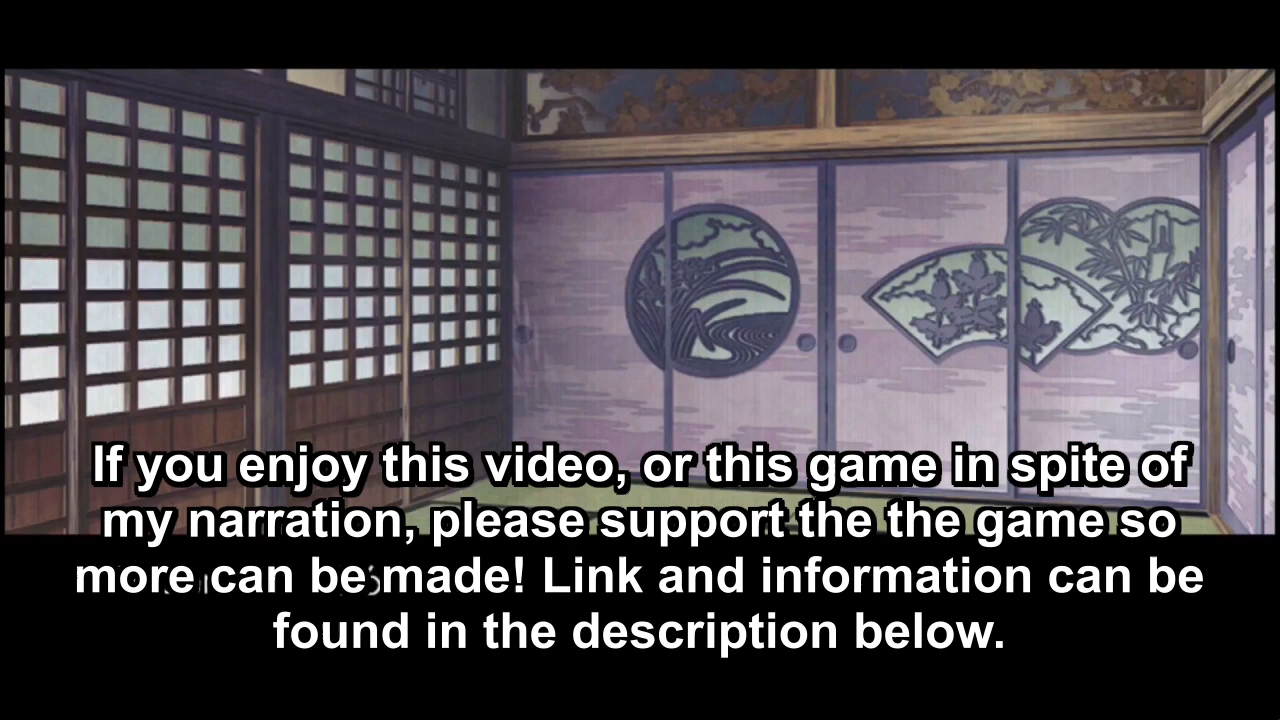 If you enjoy this video, or this game in spite of
my narration, please support the the game so
more can be made! Link and information can be
found in the description below.